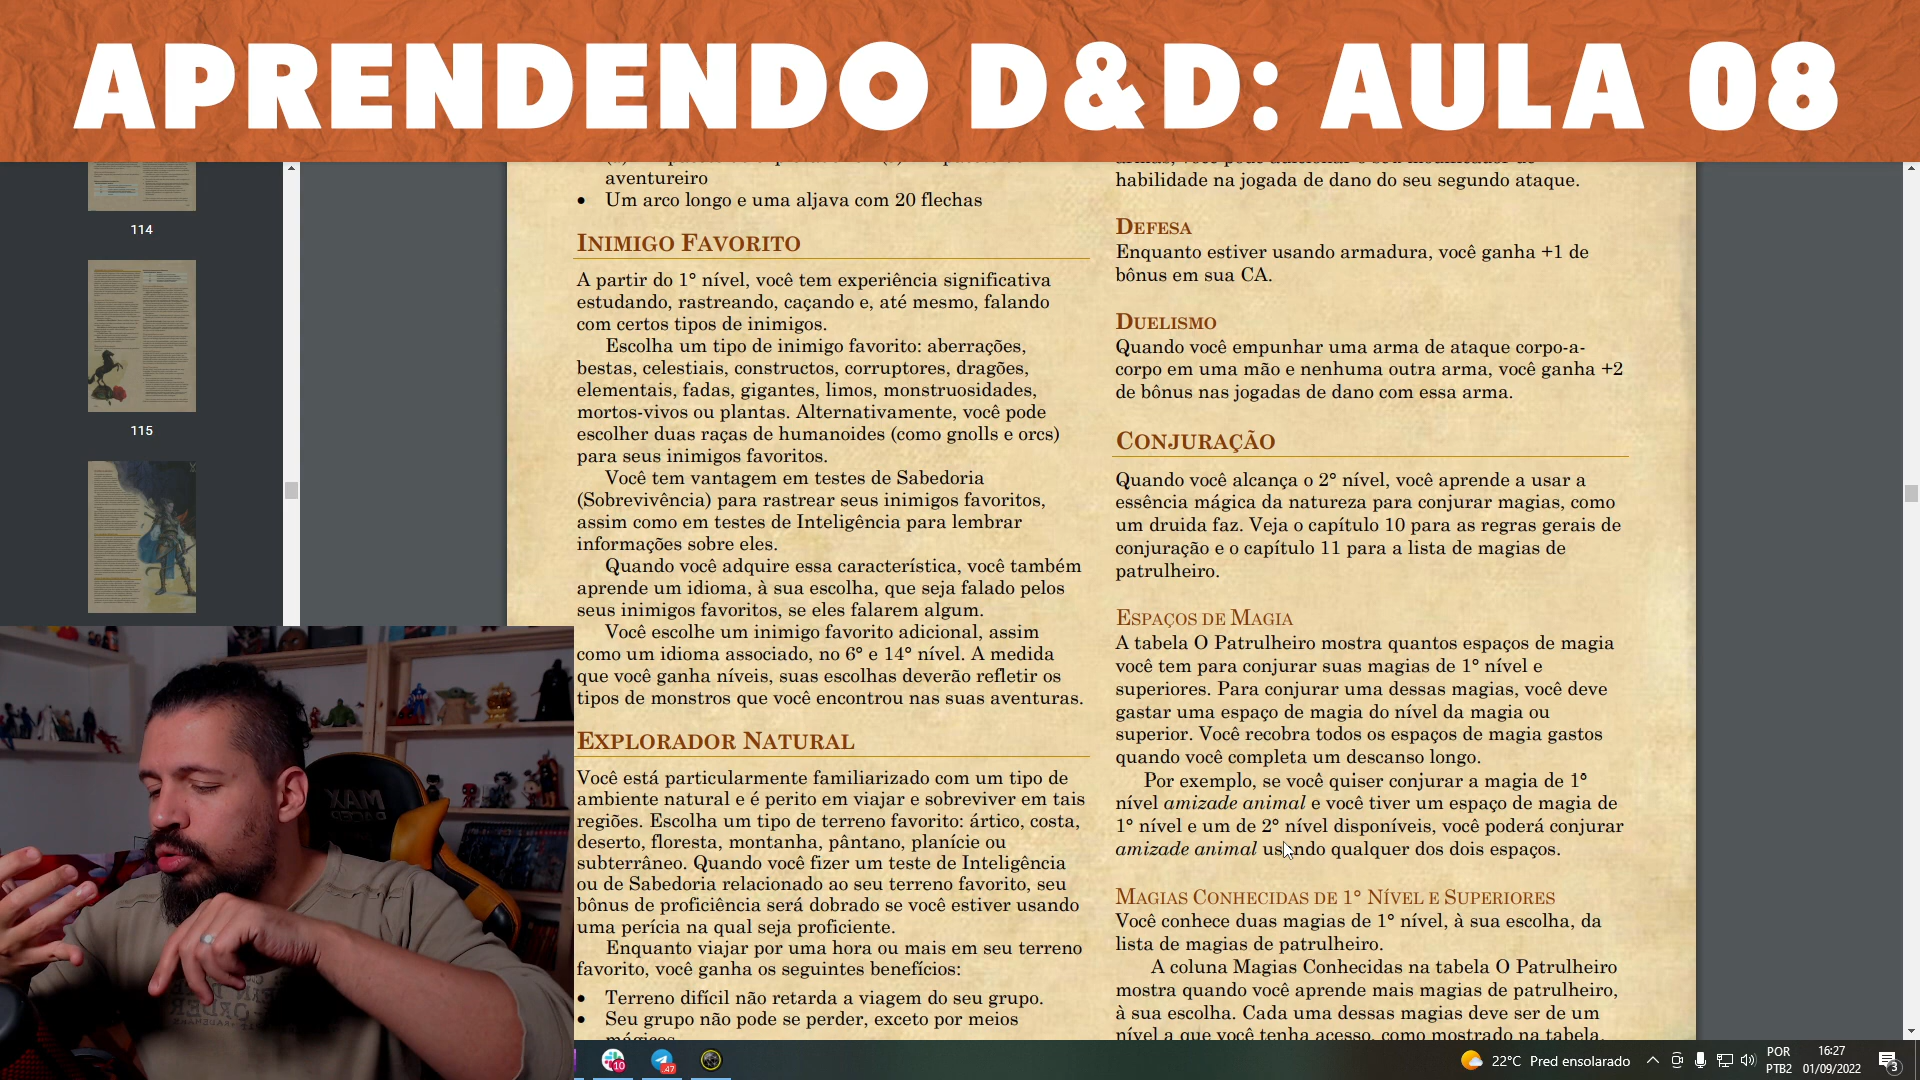 APRENDENDO D&D: AULA 08
114
115
aventureiro
• Um arco longo e uma aljava com 20 flechas
INIMIGO FAVORITO
A partir do 1° nível, você tem experiência significativa
estudando, rastreando, caçando e, até mesmo, falando
com certos tipos de inimigos.
Escolha um tipo de inimigo favorito: aberrações,
bestas, celestiais, constructos, corruptores, dragões,
elementais, fadas, gigantes, limos, monstruosidades,
mortos-vivos ou plantas. Alternativamente, você pode
escolher duas raças de humanoides (como gnolls e orcs)
para seus inimigos favoritos.
Você tem vantagem em testes de Sabedoria
(Sobrevivência) para rastrear seus inimigos favoritos,
assim como em testes de Inteligência para lembrar
informações sobre eles.
Quando você adquire essa característica, você também
aprende um idioma, à sua escolha, que seja falado pelos
seus inimigos favoritos, se eles falarem algum.
Você escolhe um inimigo favorito adicional, assim
como um idioma associado, no 6° e 14° nível. A medida
que você ganha níveis, suas escolhas deverão refletir os
tipos de monstros que você encontrou nas suas aventuras.
EXPLORADOR NATURAL
Você está particularmente familiarizado com um tipo de
ambiente natural e é perito em viajar e sobreviver em tais
regiões. Escolha um tipo de terreno favorito: ártico, costa,
deserto, floresta, montanha, pântano, planície ou
subterrâneo. Quando você fizer um teste de Inteligência
ou de Sabedoria relacionado ao seu terreno favorito, seu
bônus de proficiência será dobrado se você estiver usando
uma perícia na qual seja proficiente.
Enquanto viajar por uma hora ou mais em seu terreno
favorito, você ganha os seguintes benefícios:
• Terreno difícil não retarda a viagem do seu grupo.
• Seu grupo não pode se perder, exceto por meios
mágicos
habilidade na jogada de dano do seu segundo ataque.
DEFESA
Enquanto estiver usando armadura, você ganha +1 de
bônus em sua CA.
DUELISMO
Quando você empunhar uma arma de ataque corpo-a-
corpo em uma mão e nenhuma outra arma, você ganha +2
de bônus nas jogadas de dano com essa arma.
CONJURAÇÃO
Quando você alcança o 2° nível, você aprende a usar a
essência mágica da natureza para conjurar magias, como
um druida faz. Veja o capítulo 10 para as regras gerais de
conjuração e o capítulo 11 para a lista de magias de
patrulheiro.
ESPAÇOS DE MAGIA
A tabela O Patrulheiro mostra quantos espaços de magia
você tem para conjurar suas magias de 1° nível e
superiores. Para conjurar uma dessas magias, você deve
gastar uma espaço de magia do nível da magia ou
superior. Você recobra todos os espaços de magia gastos
quando você completa um descanso longo.
Por exemplo, se você quiser conjurar a magia de 1°
nível amizade animal e você tiver um espaço de magia de
1° nível e um de 2° nível disponíveis, você poderá conjurar
amizade animal usando qualquer dos dois espaços.
MAGIAS CONHECIDAS DE 1° NÍVEL E SUPERIORES
Você conhece duas magias de 1° nível, à sua escolha, da
lista de magias de patrulheiro.
A coluna Magias Conhecidas na tabela O Patrulheiro
mostra quando você aprende mais magias de patrulheiro,
à sua escolha. Cada uma dessas magias deve ser de um
nível a que você tenha acesso, como mostrado na tabela.
MAX
10
47
22°C Pred ensolarado
POR
PTB2
16:27
01/09/2022
3